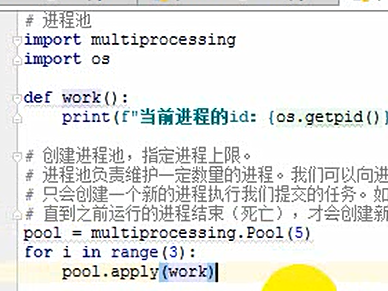 # 进程池
import multiprocessing
import os
def work():
print(f"当前进程的id: {os.getpid()}
# 创建进程池，指定进程上限。
# 进程池负责维护一定数量的进程。我们可以向进
# 只会创建一个新的进程执行我们提交的任务。如
# 直到之前运行的进程结束（死亡），才会创建新
pool = multiprocessing.Pool(5)
for i in range(3):
pool.apply(work)